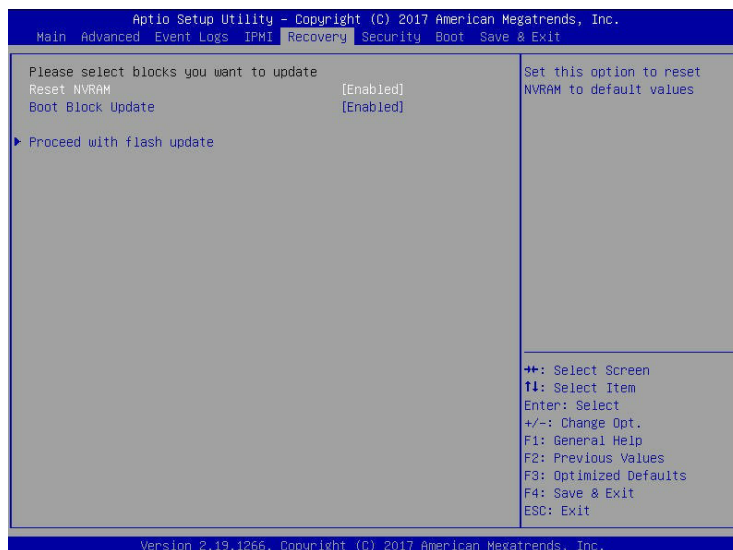 Aptio Setup Utility – Copyright (C) 2017 American Megatrends, Inc.
Main Advanced Event Logs IPMI Recovery Security Boot Save & Exit
Please select blocks you want to update
Reset NVRAM [Enabled]
Boot Block Update [Enabled]
Proceed with flash update
Set this option to reset
NVRAM to default values
→←: Select Screen
↑↓: Select Item
Enter: Select
+/-: Change Opt.
F1: General Help
F2: Previous Values
F3: Optimized Defaults
F4: Save & Exit
ESC: Exit
Version 2.19.1266. Copyright (C) 2017 American Megatrends, Inc.